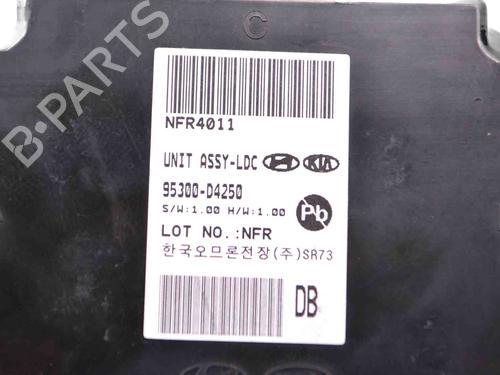 C
NFR4011
UNIT ASSY-LDC KIA
95300-D4250
S/W:1.00 H/W:1.00 Pb
LOT NO.:NFR
한국오므론전장(주)SR73
DB
B-Parts